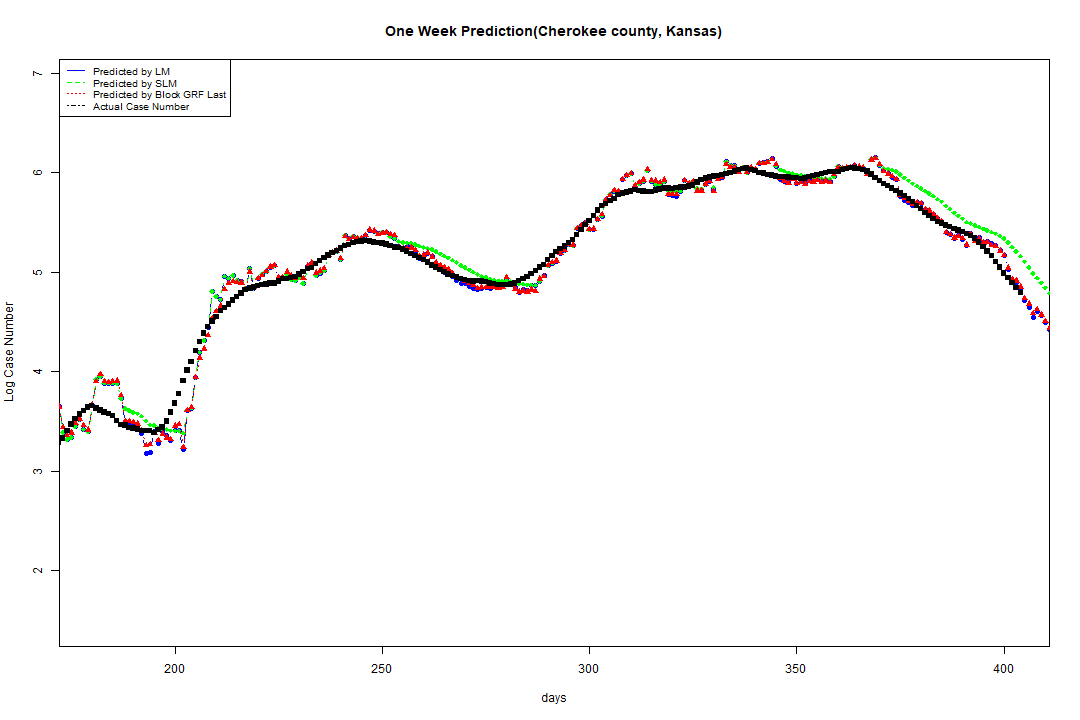 One Week Prediction(Cherokee county, Kansas)
Predicted by LM
Predicted by SLM
Predicted by Block GRF Last
Actual Case Number
7
6
5
4
3
2
Log Case Number
200 250 300 350 400
days